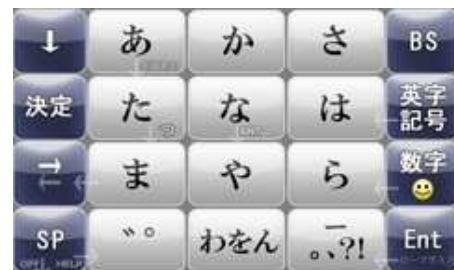 ↓ あ か さ BS
決定 た な は 英字
記号
⇄ ま や ら 数字
SP ゛゜ わをん 。、?!ー Ent